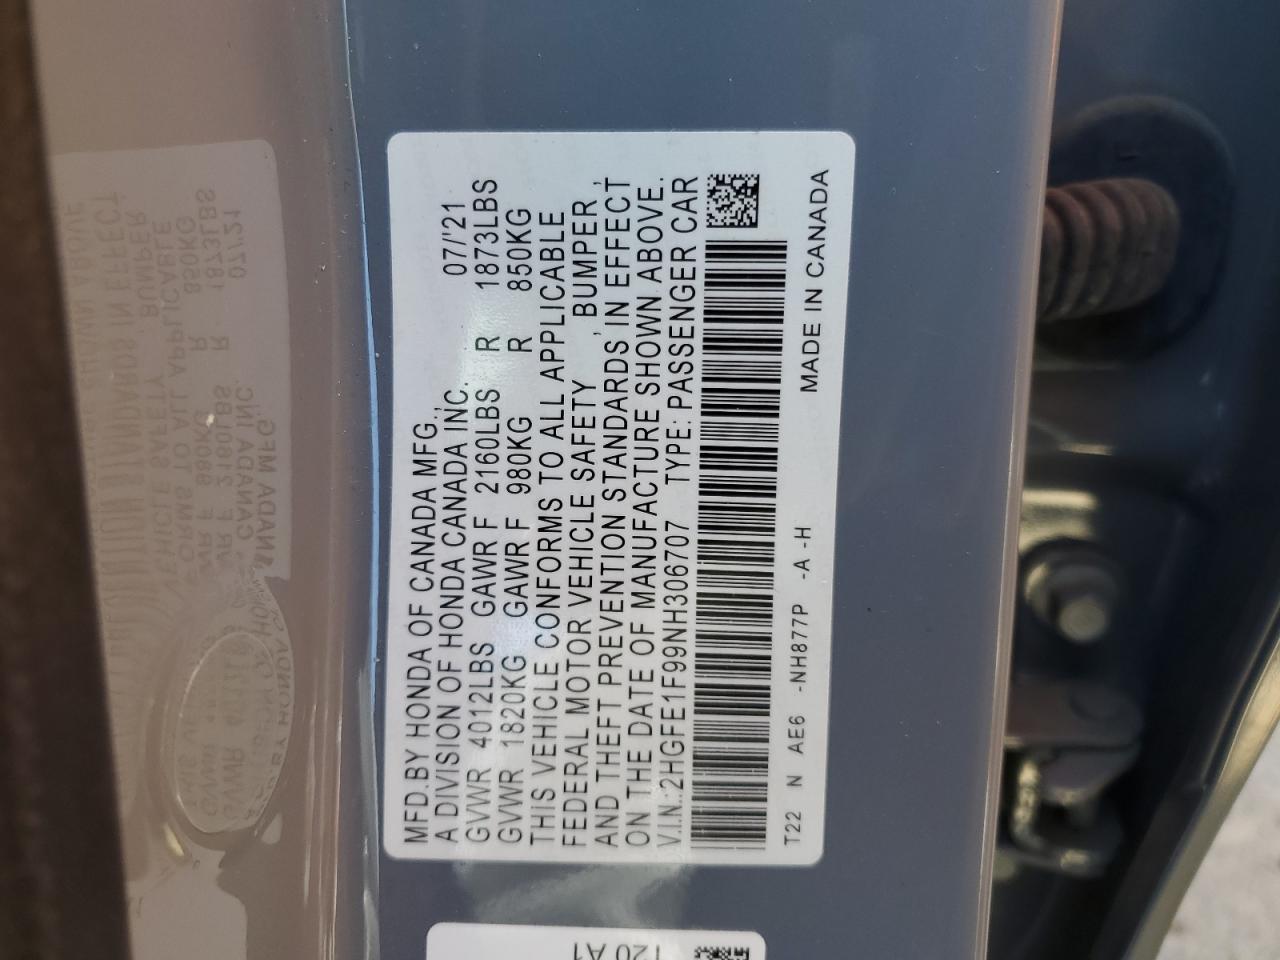 MFD.BY HONDA OF CANADA MFG.,
A DIVISION OF HONDA CANADA INC. 07/'21
GVWR 4012LBS GAWR F 2160LBS R 1873LBS
GVWR 1820KG GAWR F 980KG R 850KG
THIS VEHICLE CONFORMS TO ALL APPLICABLE
FEDERAL MOTOR VEHICLE SAFETY , BUMPER ,
AND THEFT PREVENTION STANDARDS IN EFFECT
ON THE DATE OF MANUFACTURE SHOWN ABOVE.
V.I.N.:2HGFE1F99NH306707 TYPE: PASSENGER CAR
T22 N AE6 -NH877P -A -H MADE IN CANADA
T20 A1